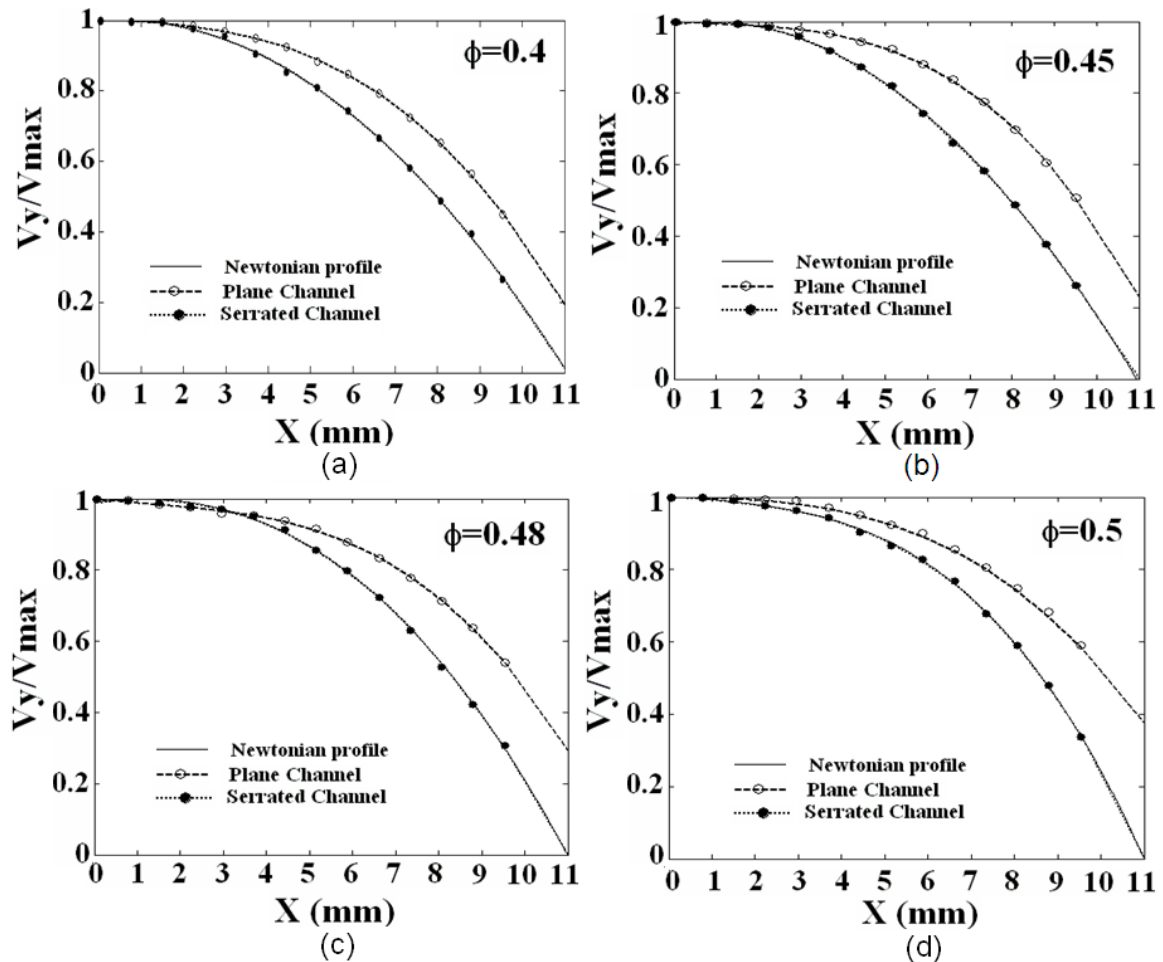 1
0.8
0.6
0.4
0.2
0
Vy/Vmax
ϕ=0.4
Newtonian profile
Plane Channel
Serrated Channel
0 1 2 3 4 5 6 7 8 9 10 11
X (mm)
(a)
1
0.8
0.6
0.4
0.2
0
Vy/Vmax
ϕ=0.45
Newtonian profile
Plane Channel
Serrated Channel
0 1 2 3 4 5 6 7 8 9 10 11
X (mm)
(b)
1
0.8
0.6
0.4
0.2
0
Vy/Vmax
ϕ=0.48
Newtonian profile
Plane Channel
Serrated Channel
0 1 2 3 4 5 6 7 8 9 10 11
X (mm)
(c)
1
0.8
0.6
0.4
0.2
0
Vy/Vmax
ϕ=0.5
Newtonian profile
Plane Channel
Serrated Channel
0 1 2 3 4 5 6 7 8 9 10 11
X (mm)
(d)